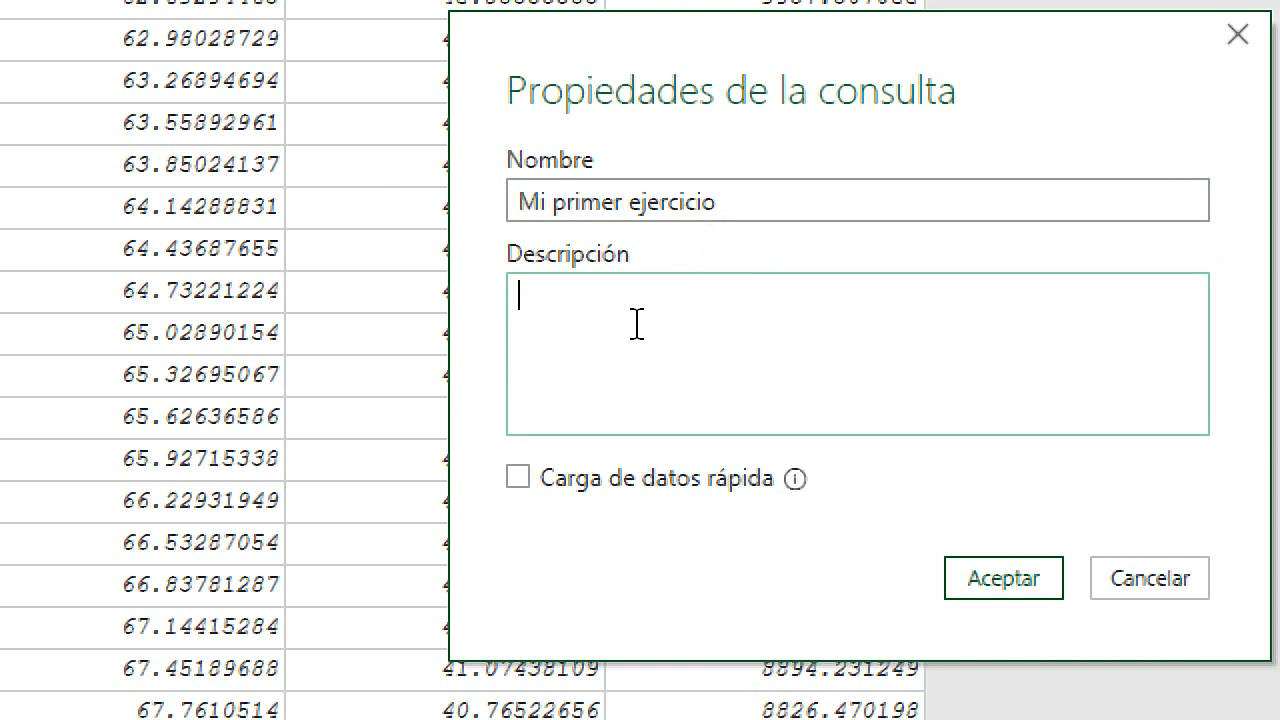 62.98028729
63.26894694
63.55892961
63.85024137
64.14288831
64.43687655
64.73221224
65.02890154
65.32695067
65.62636586
65.92715338
66.22931949
66.53287054
66.83781287
67.14415284
67.45189688 41.07438109 8894.231249
67.7610514 40.76522656 8826.470198
Propiedades de la consulta
Nombre
Mi primer ejercicio
Descripción
Carga de datos rápida
Aceptar Cancelar